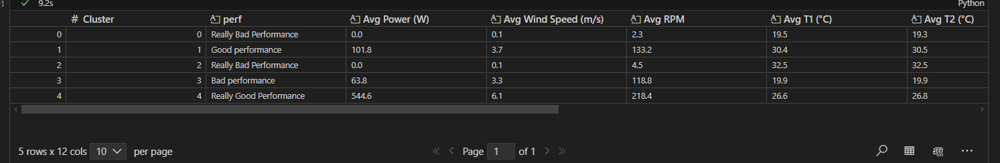 9.2s
Python
# Cluster perf Avg Power (W) Avg Wind Speed (m/s) Avg RPM Avg T1 (°C) Avg T2 (°C)
0 0 Really Bad Performance 0.0 0.1 2.3 19.5 19.3
1 1 Good performance 101.8 3.7 133.2 30.4 30.5
2 2 Really Bad Performance 0.0 0.1 4.5 32.5 32.5
3 3 Bad performance 63.8 3.3 118.8 19.9 19.9
4 4 Really Good Performance 544.6 6.1 218.4 26.6 26.8
5 rows x 12 cols 10 per page Page 1 of 1